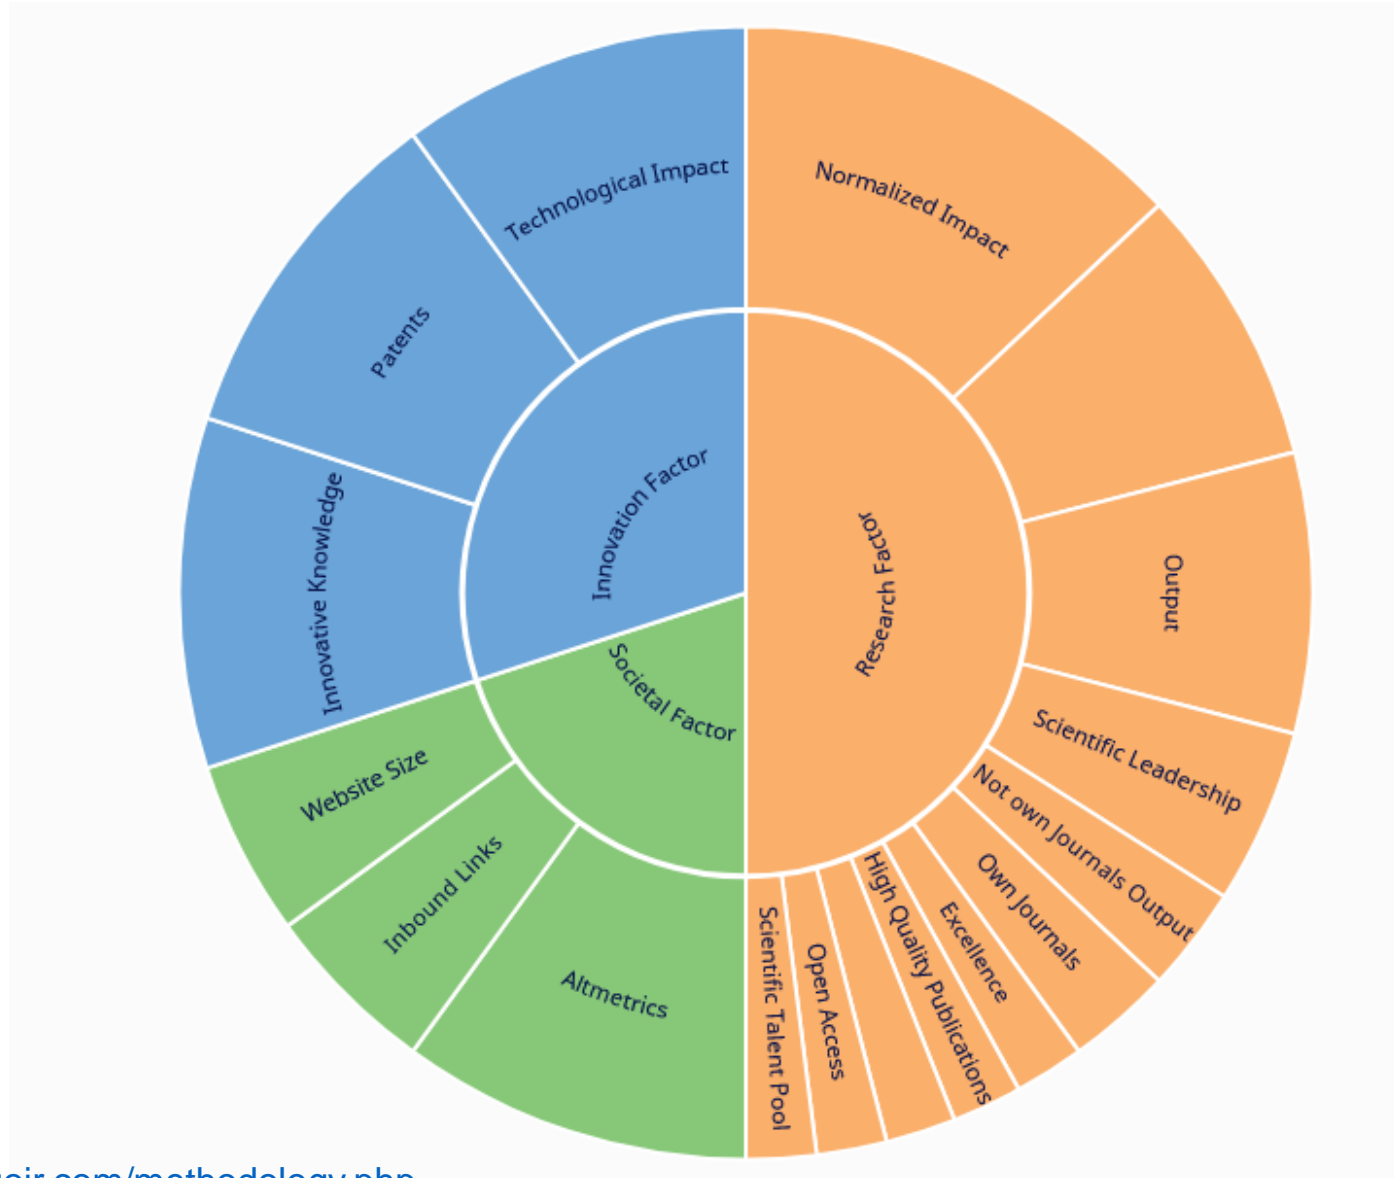 Technological Impact
Normalized Impact
Patents
Innovation Factor
Innovative Knowledge
Research Factor
Output
Societal Factor
Scientific Leadership
Website Size
Not own Journals Output
Inbound Links
Own Journals
High Quality Publications
Excellence
Altmetrics
Open Access
Scientific Talent Pool